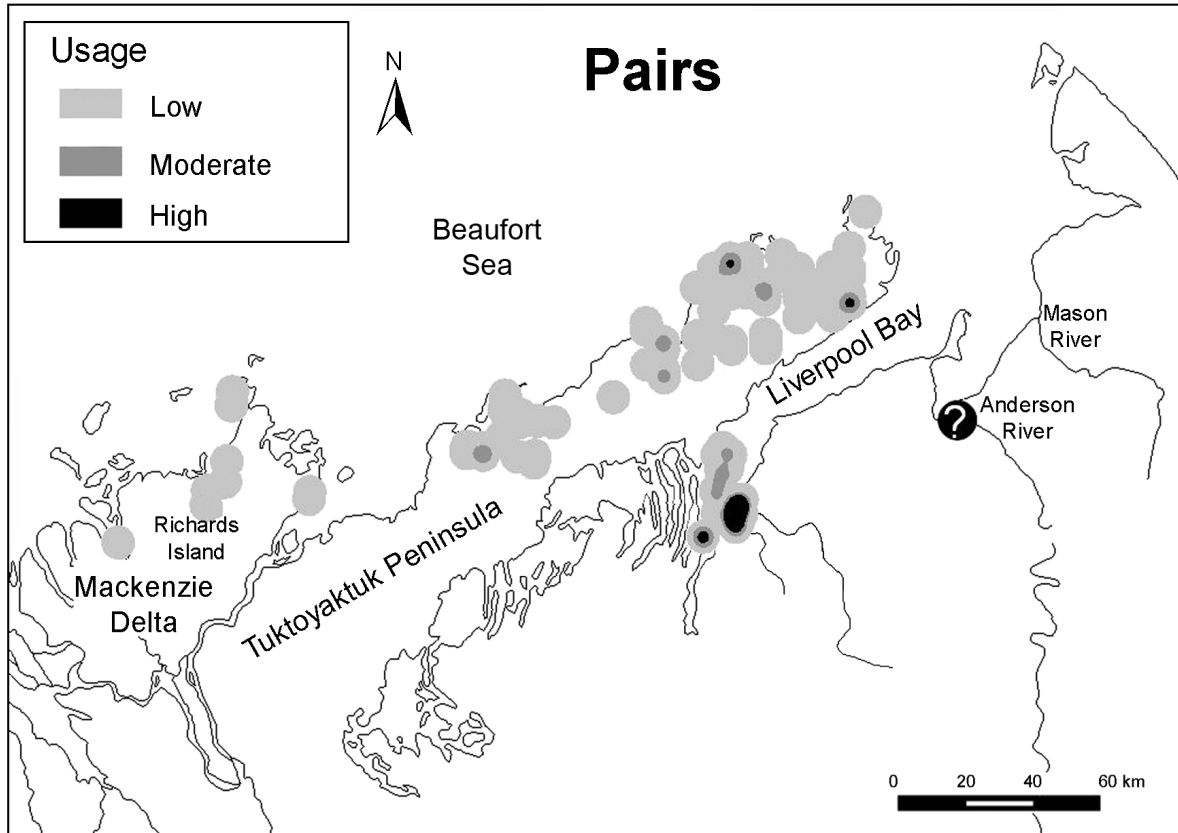 Usage
Low
Moderate
High
N
Pairs
Beaufort
Sea
Mason
River
Liverpool Bay
Anderson
River
?
Richards
Island
Mackenzie
Delta
Tuktoyaktuk Peninsula
0 20 40 60 km